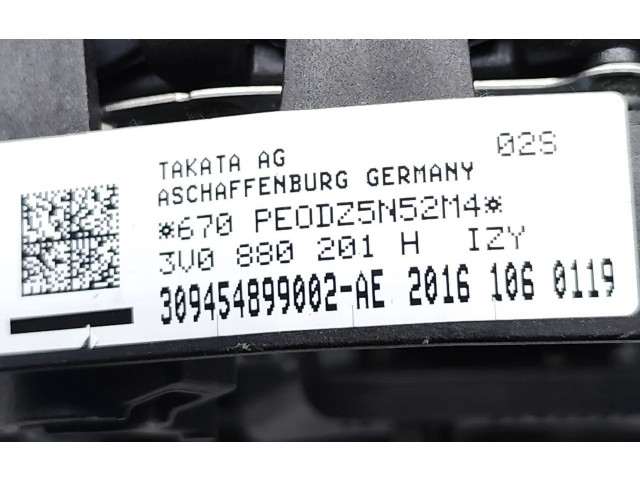 TAKATA AG 02S
ASCHAFFENBURG GERMANY
*670 PE0DZ5N52M4*
3V0 880 201 H IZY
309454899002-AE 2016 106 0119